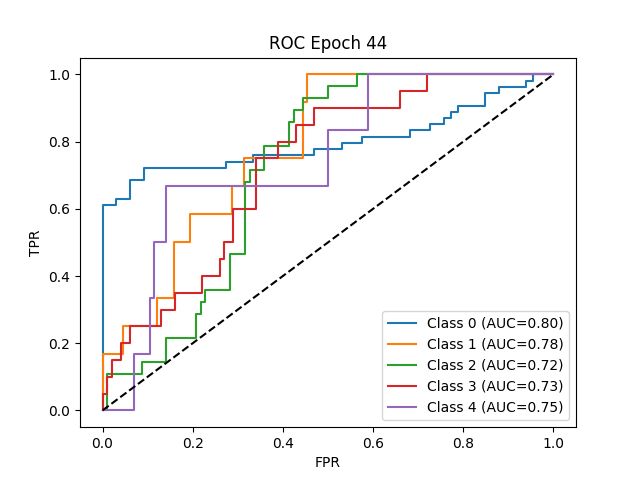 ROC Epoch 44
1.0
0.8
0.6
0.4
0.2
0.0
TPR
0.0 0.2 0.4 0.6 0.8 1.0
FPR
Class 0 (AUC=0.80)
Class 1 (AUC=0.78)
Class 2 (AUC=0.72)
Class 3 (AUC=0.73)
Class 4 (AUC=0.75)